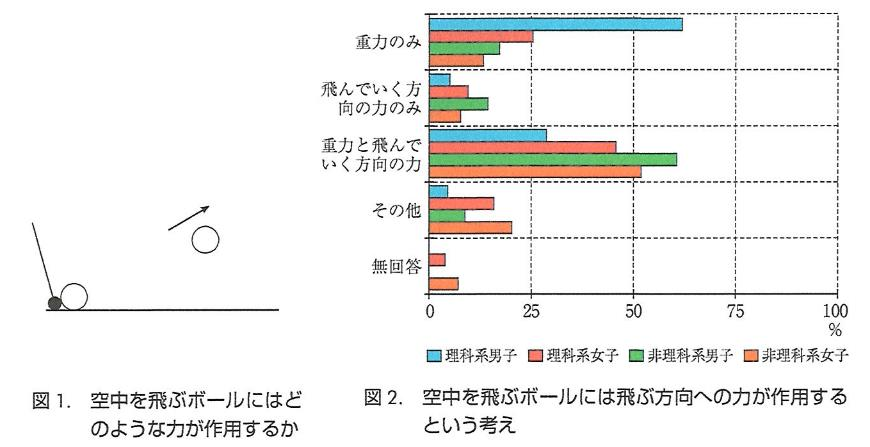 重力のみ
飛んでいく方
向の力のみ
重力と飛んで
いく方向の力
その他
無回答
0 25 50 75 100
%
理科系男子 理科系女子 非理科系男子 非理科系女子
図1. 空中を飛ぶボールにはど
のような力が作用するか
図2. 空中を飛ぶボールには飛ぶ方向への力が作用する
という考え